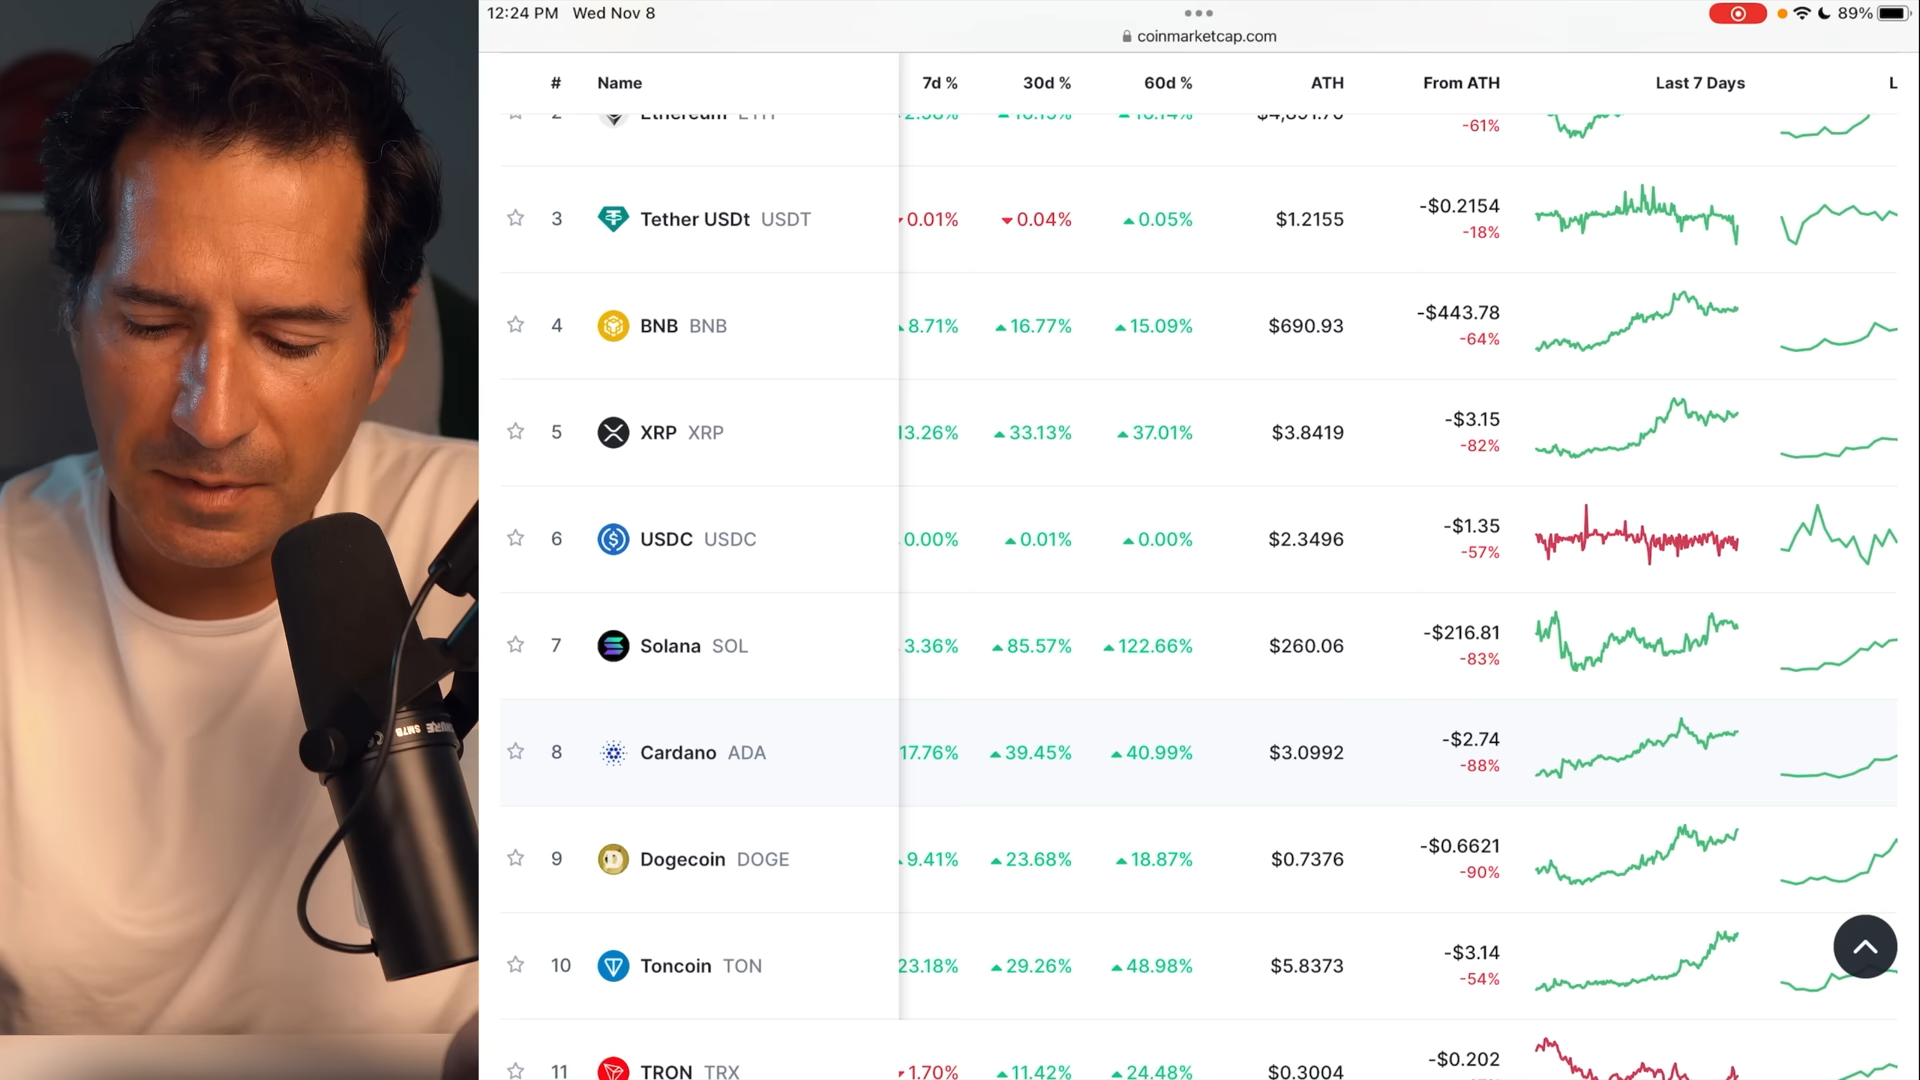 12:24 PM Wed Nov 8
89%
coinmarketcap.com
# Name 7d % 30d % 60d % ATH From ATH Last 7 Days L
2 Ethereum ETH
-61%
3 Tether USDt USDT 0.01% 0.04% 0.05% $1.2155 -$0.2154
-18%
4 BNB BNB 8.71% 16.77% 15.09% $690.93 -$443.78
-64%
5 XRP XRP 13.26% 33.13% 37.01% $3.8419 -$3.15
-82%
6 USDC USDC 0.00% 0.01% 0.00% $2.3496 -$1.35
-57%
7 Solana SOL 3.36% 85.57% 122.66% $260.06 -$216.81
-83%
8 Cardano ADA 17.76% 39.45% 40.99% $3.0992 -$2.74
-88%
9 Dogecoin DOGE 9.41% 23.68% 18.87% $0.7376 -$0.6621
-90%
10 Toncoin TON 23.18% 29.26% 48.98% $5.8373 -$3.14
-54%
11 TRON TRX 1.70% 11.42% 24.48% $0.3004 -$0.202
SHURE SM7B